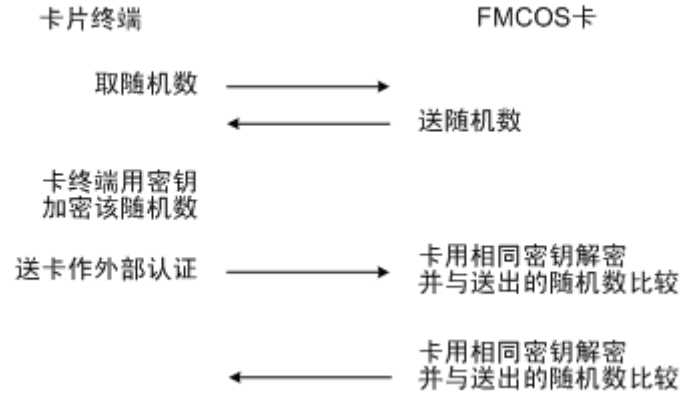 卡片终端 FMCOS卡
取随机数
送随机数
卡终端用密钥
加密该随机数
送卡作外部认证
卡用相同密钥解密
并与送出的随机数比较
卡用相同密钥解密
并与送出的随机数比较